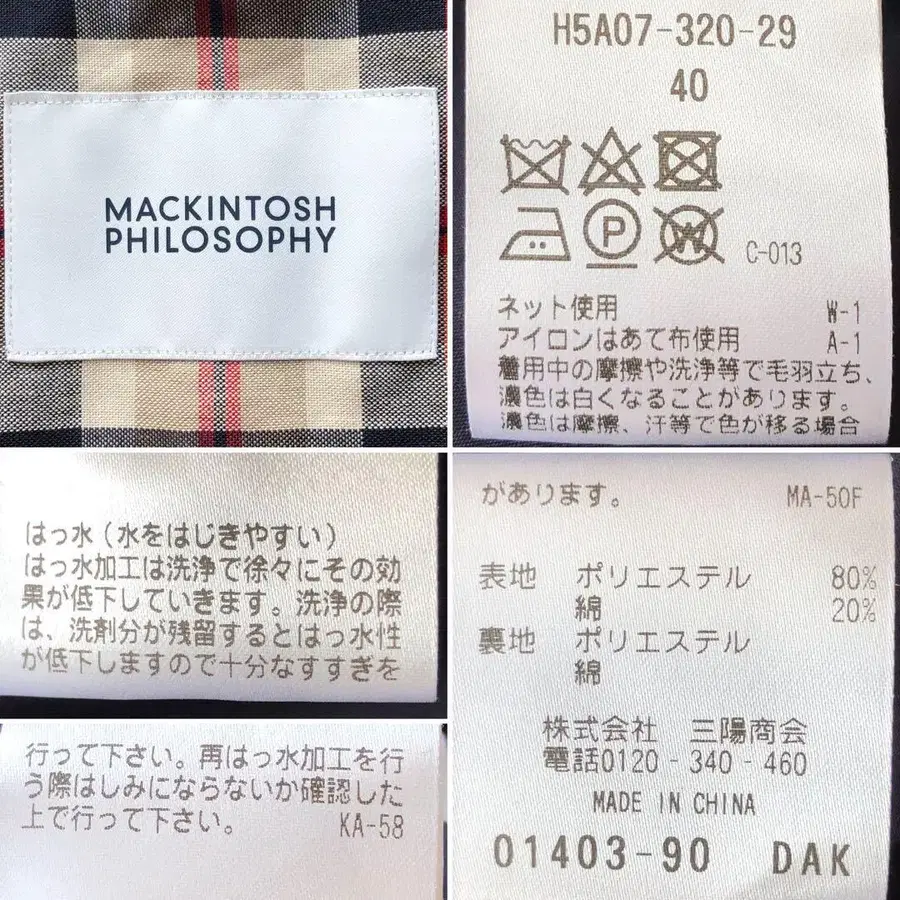 MACKINTOSH
PHILOSOPHY
H5A07-320-29
40
P
W
C-013
ネット使用 W-1
アイロンはあて布使用 A-1
着用中の摩擦や洗浄等で毛羽立ち、
濃色は白くなることがあります。
濃色は摩擦、汗等で色が移る場合
はっ水(水をはじきやすい)
はっ水加工は洗浄で徐々にその効
果が低下していきます。洗浄の際
は、洗剤分が残留するとはっ水性
が低下しますので十分なすすぎを
行って下さい。再はっ水加工を行
う際はしみにならないか確認した
上で行って下さい。 KA-58
があります。 MA-50F
表地 ポリエステル 80%
綿 20%
裏地 ポリエステル
綿
株式会社 三陽商会
電話0120-340-460
MADE IN CHINA
01403-90 DAK